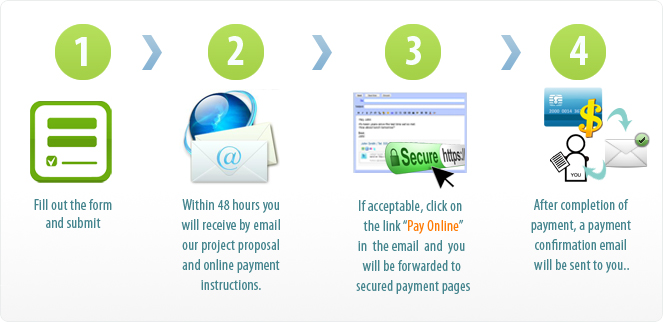 1
2
3
4
Fill out the form
and submit
Within 48 hours you
will receive by email
our project proposal
and online payment
instructions.
Secure
https:/
If acceptable, click on
the link “Pay Online”
in the email and you
will be forwarded to
secured payment pages
YOU
After completion of
payment, a payment
confirmation email
will be sent to you..